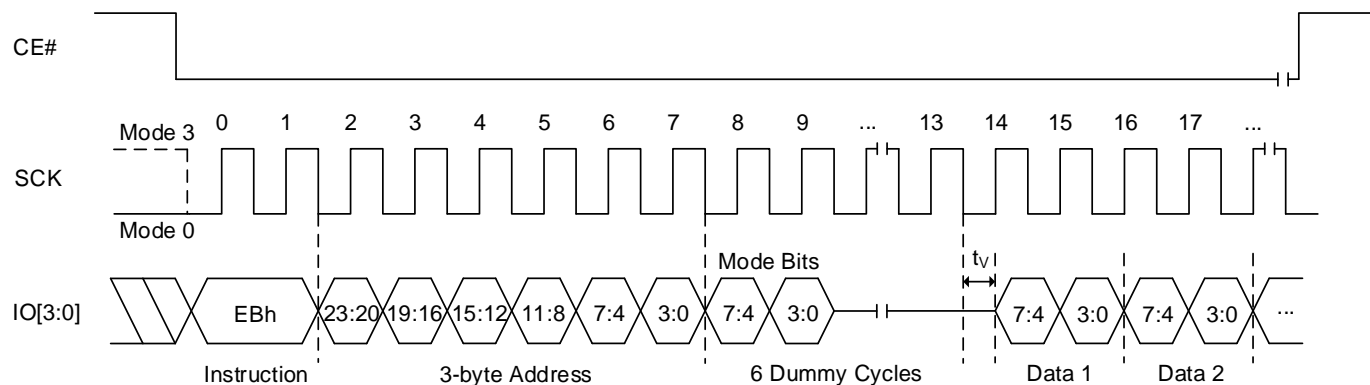 CE#
0 1 2 3 4 5 6 7 8 9 ... 13 14 15 16 17 ...
Mode 3
SCK
Mode 0
Mode Bits
tV
IO[3:0]
EBh 23:20 19:16 15:12 11:8 7:4 3:0 7:4 3:0 7:4 3:0 7:4 3:0 ...
Instruction 3-byte Address 6 Dummy Cycles Data 1 Data 2